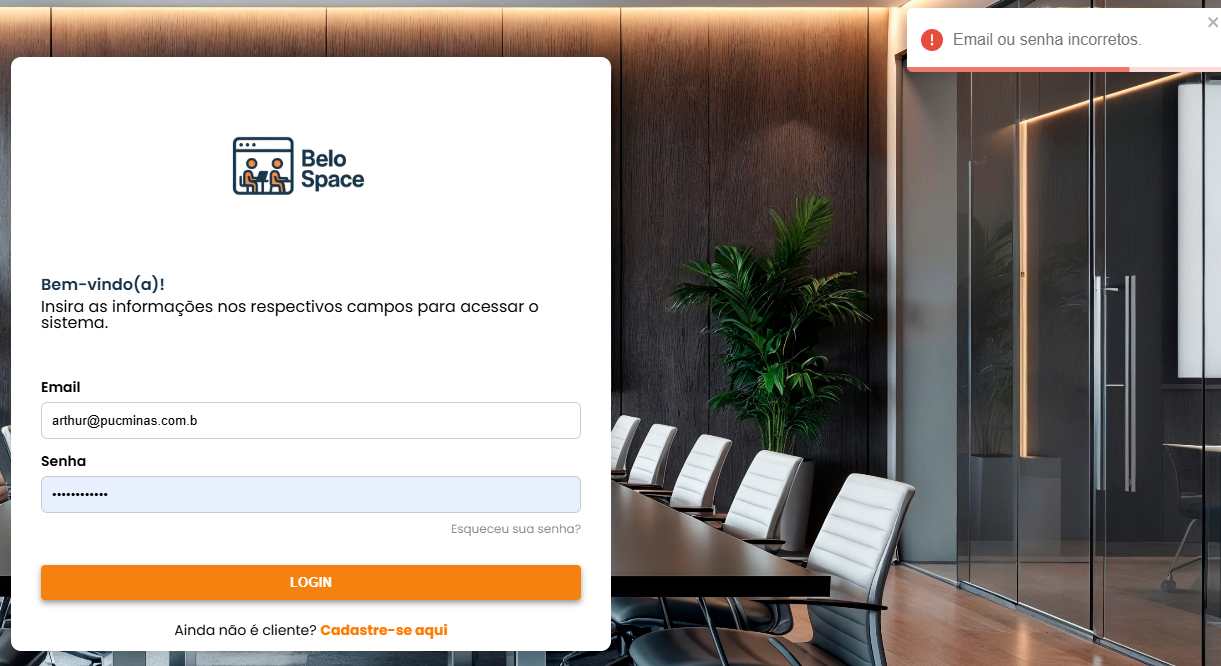 Email ou senha incorretos.
Belo
Space
Bem-vindo(a)!
Insira as informações nos respectivos campos para acessar o
sistema.
Email
arthur@pucminas.com.b
Senha
••••••••••••
Esqueceu sua senha?
LOGIN
Ainda não é cliente? Cadastre-se aqui